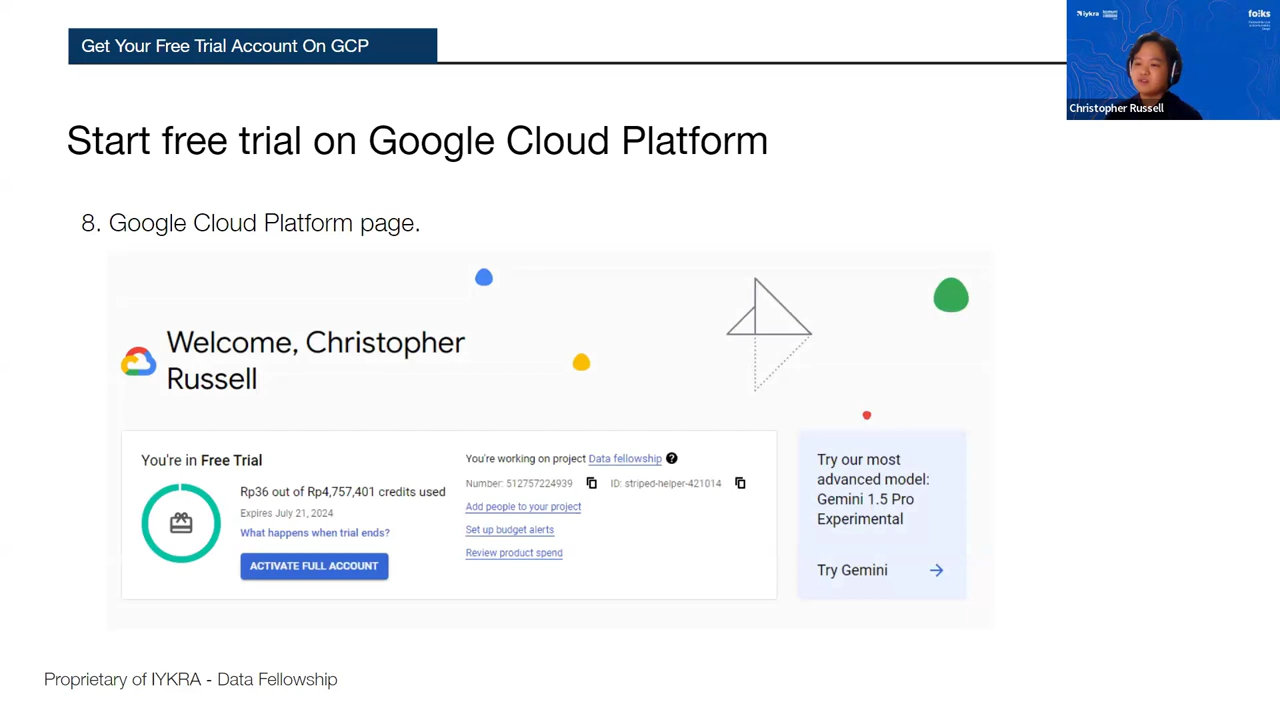 Get Your Free Trial Account On GCP
iykra
foiks
Christopher Russell
Start free trial on Google Cloud Platform
8. Google Cloud Platform page.
Welcome, Christopher
Russell
You're in Free Trial
Rp36 out of Rp4,757,401 credits used
Expires July 21, 2024
What happens when trial ends?
ACTIVATE FULL ACCOUNT
You're working on project Data fellowship
Number: 512757224939 ID: striped-helper-421014
Add people to your project
Set up budget alerts
Review product spend
Try our most
advanced model:
Gemini 1.5 Pro
Experimental
Try Gemini
Proprietary of IYKRA - Data Fellowship